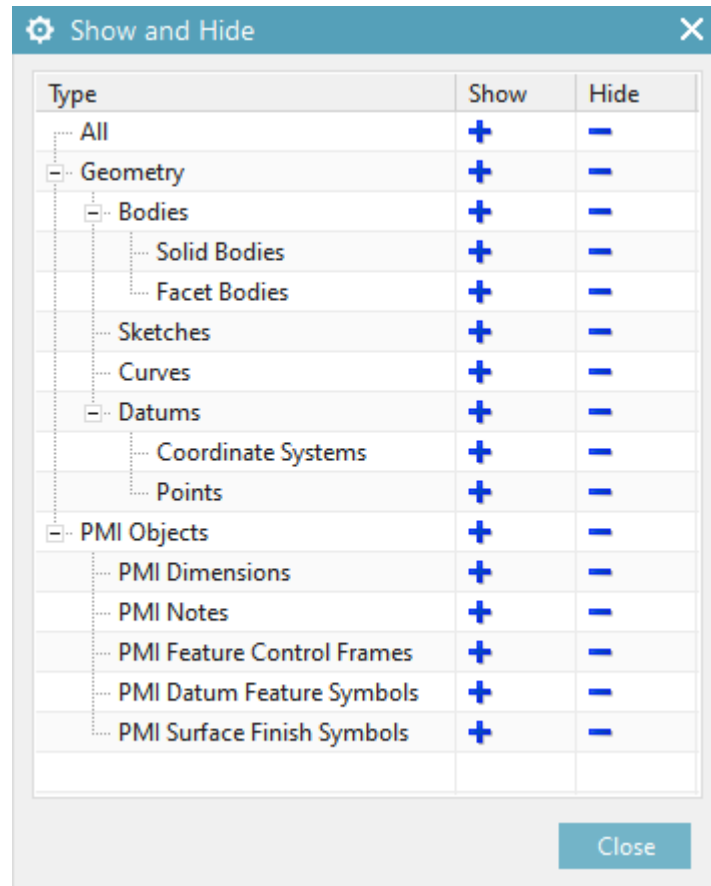 Show and Hide
Type Show Hide
All
Geometry
Bodies
Solid Bodies
Facet Bodies
Sketches
Curves
Datums
Coordinate Systems
Points
PMI Objects
PMI Dimensions
PMI Notes
PMI Feature Control Frames
PMI Datum Feature Symbols
PMI Surface Finish Symbols
Close